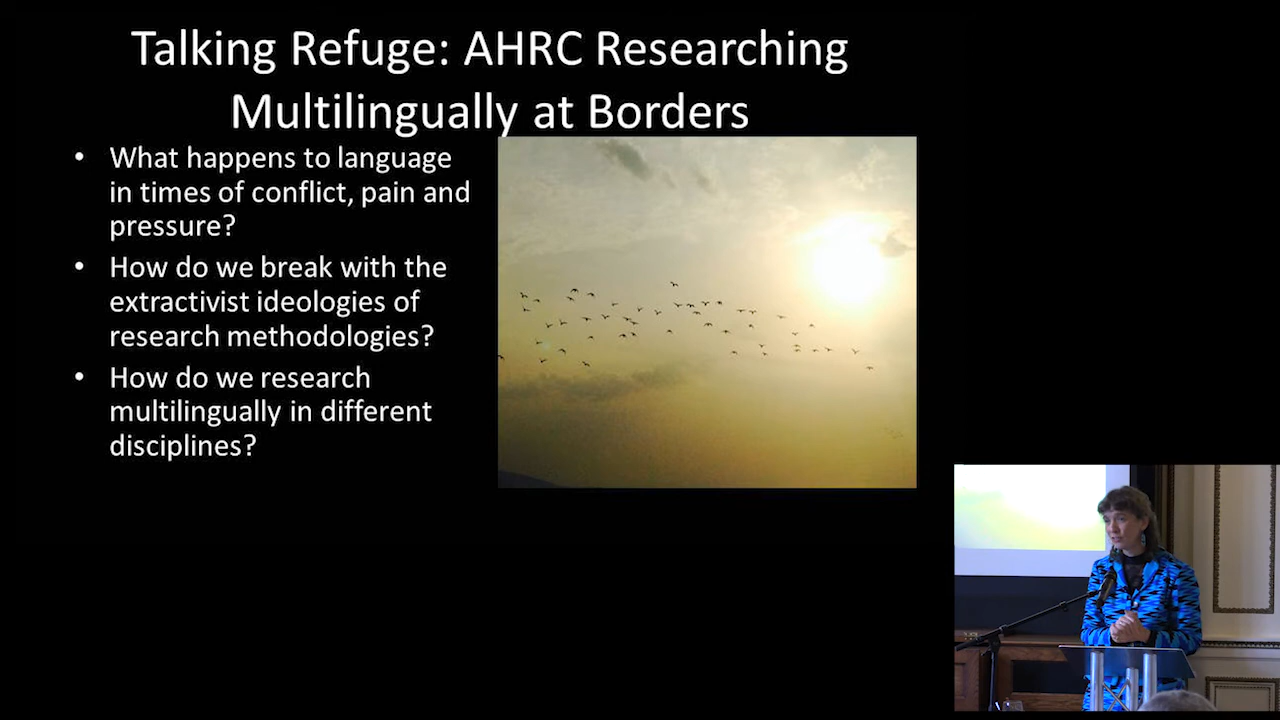 Talking Refuge: AHRC Researching
Multilingually at Borders
• What happens to language
in times of conflict, pain and
pressure?
• How do we break with the
extractivist ideologies of
research methodologies?
• How do we research
multilingually in different
disciplines?